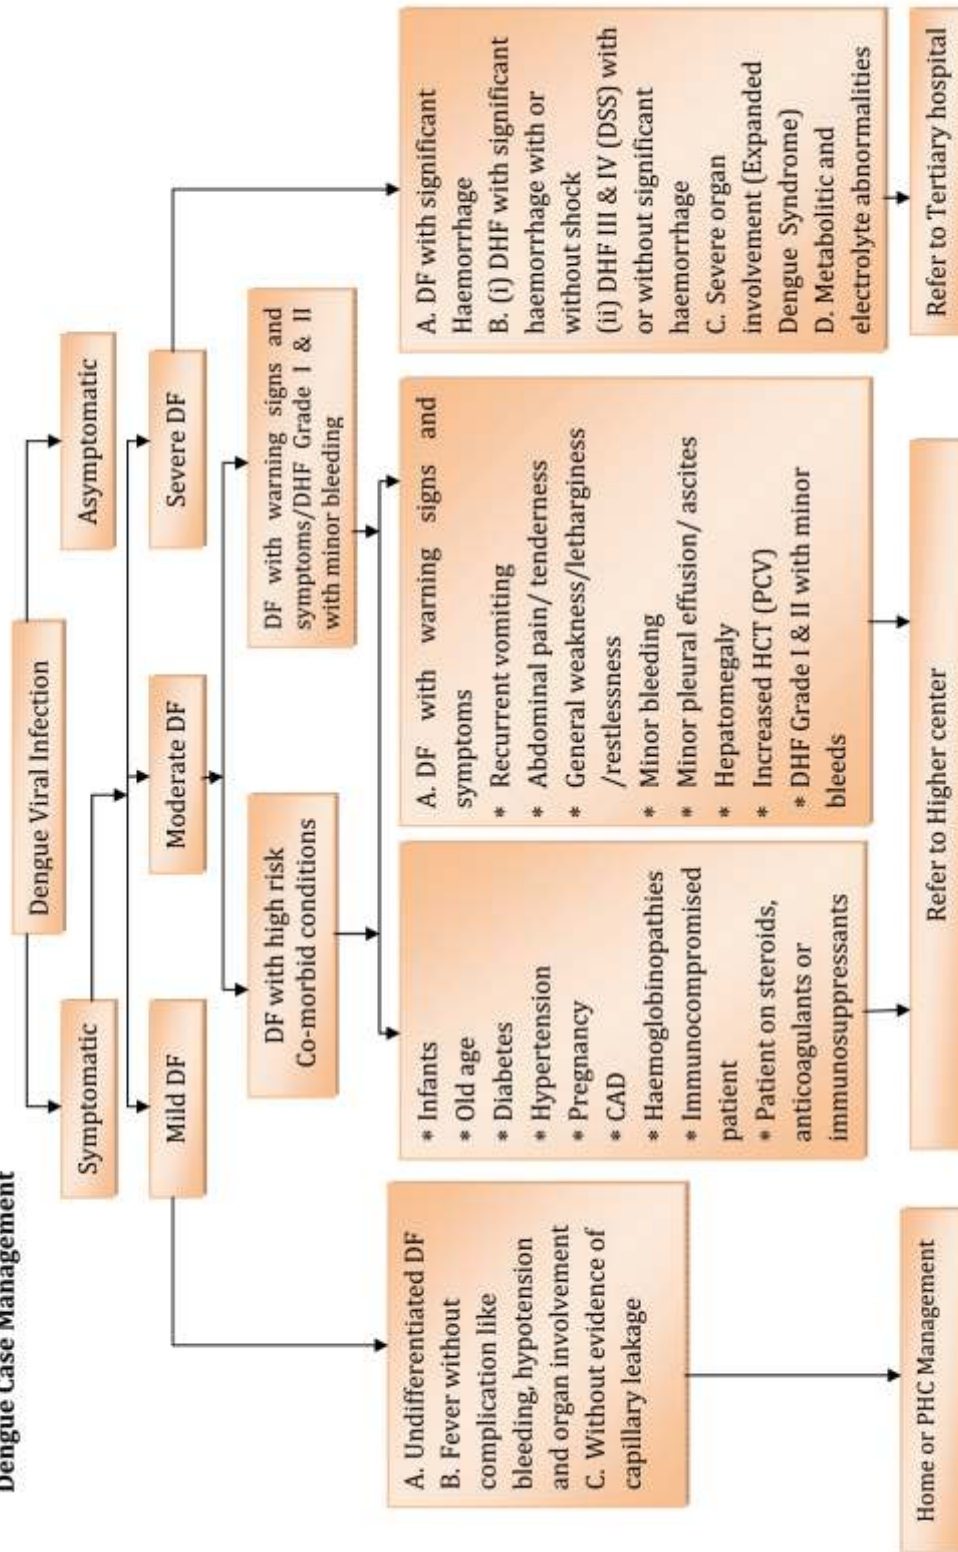 Dengue Case Management
Dengue Viral Infection
Symptomatic
Asymptomatic
Mild DF
Moderate DF
Severe DF
DF with high risk
Co-morbid conditions
DF with warning signs and
symptoms/DHF Grade I & II
with minor bleeding
A. Undifferentiated DF
B. Fever without
complication like
bleeding, hypotension
and organ involvement
C. Without evidence of
capillary leakage
* Infants
* Old age
* Diabetes
* Hypertension
* Pregnancy
* CAD
* Haemoglobinopathies
* Immunocompromised
patient
* Patient on steroids,
anticoagulants or
immunosuppressants
A. DF with warning signs and
symptoms
* Recurrent vomiting
* Abdominal pain/ tenderness
* General weakness/letharginess
/restlessness
* Minor bleeding
* Minor pleural effusion/ ascites
* Hepatomegaly
* Increased HCT (PCV)
* DHF Grade I & II with minor
bleeds
A. DF with significant
Haemorrhage
B. (i) DHF with significant
haemorrhage with or
without shock
(ii) DHF III & IV (DSS) with
or without significant
haemorrhage
C. Severe organ
involvement (Expanded
Dengue Syndrome)
D. Metabolitic and
electrolyte abnormalities
Home or PHC Management
Refer to Higher center
Refer to Tertiary hospital